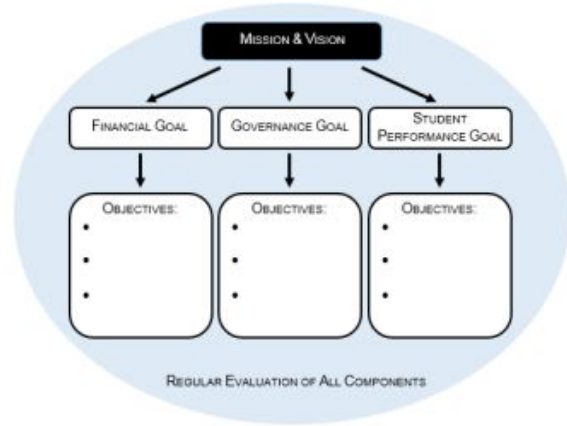 MISSION & VISION
FINANCIAL GOAL
GOVERNANCE GOAL
STUDENT
PERFORMANCE GOAL
OBJECTIVES:
•
•
•
OBJECTIVES:
•
•
•
OBJECTIVES:
•
•
•
REGULAR EVALUATION OF ALL COMPONENTS